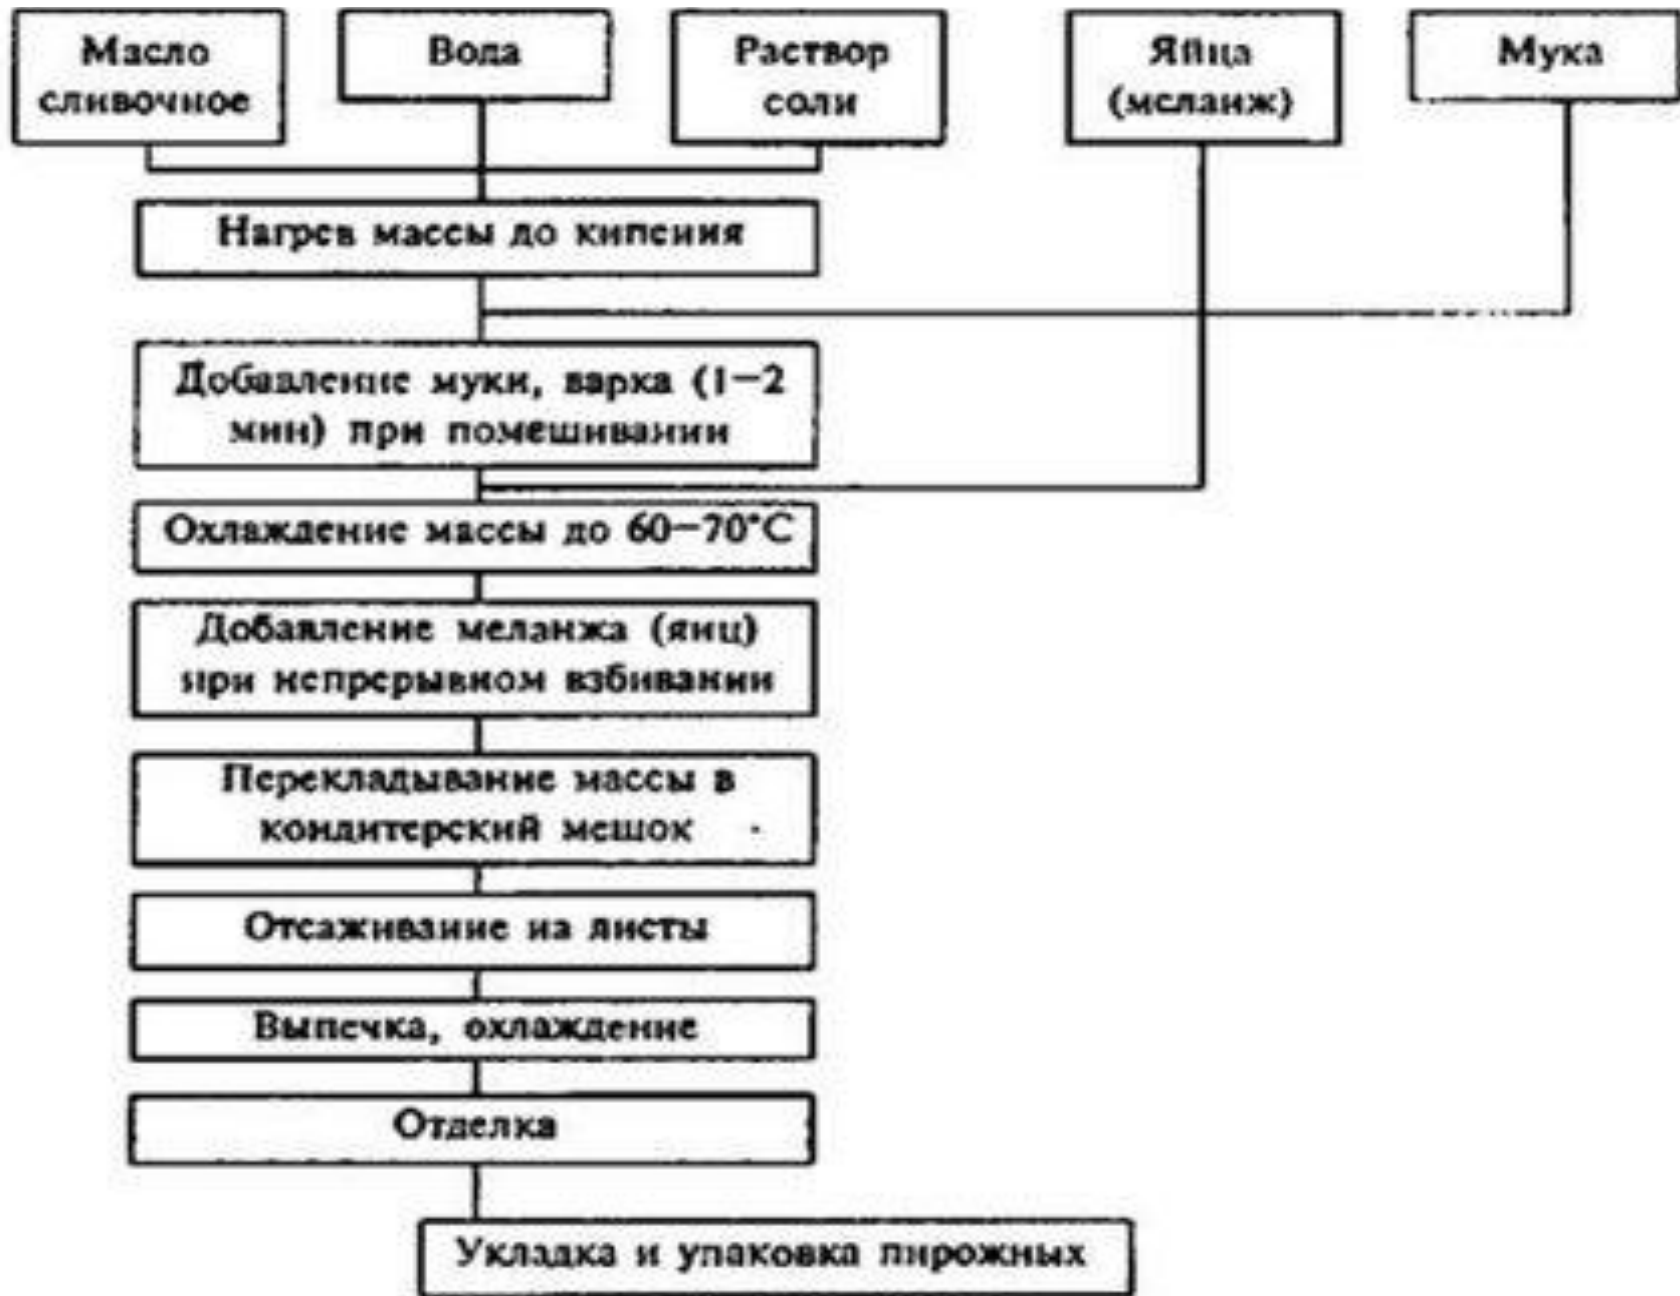 Масло
сливочное
Вода
Раствор
соли
Яйца
(меланж)
Мука
Нагрев массы до кипения
Добавление муки, варка (1—2
мин) при помешивании
Охлаждение массы до 60—70°С
Добавление меланжа (яиц)
при непрерывном взбивании
Перекладывание массы в
кондитерский мешок
Отсаживание на листы
Выпечка, охлаждение
Отделка
Укладка и упаковка пирожных